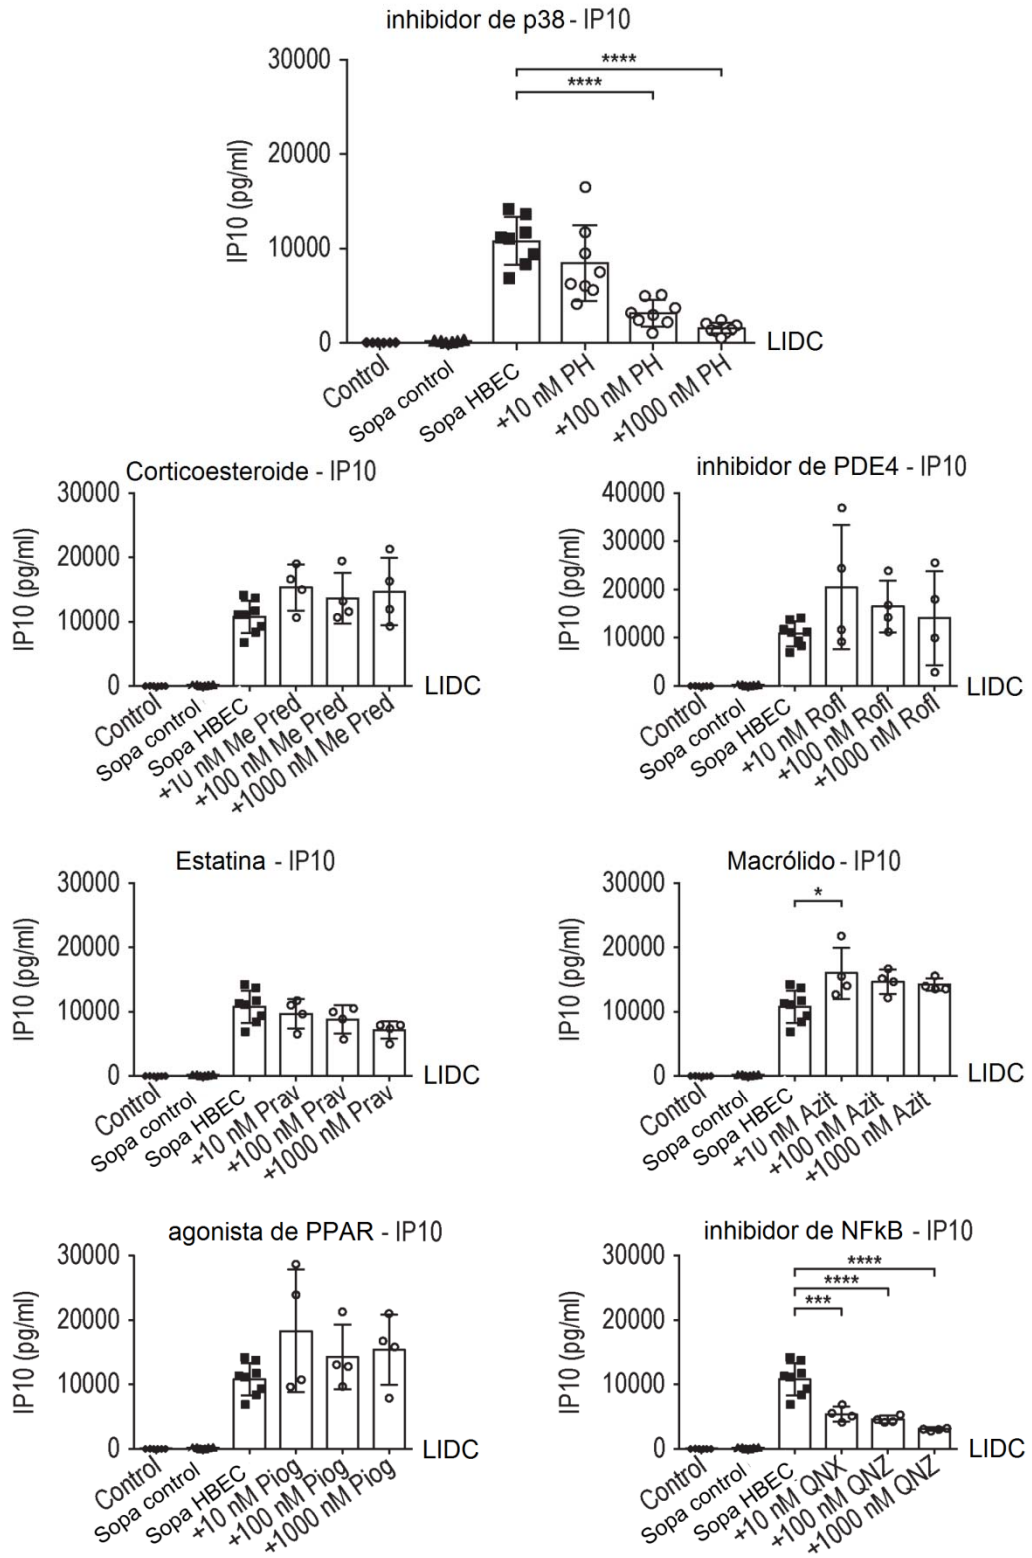 inhibidor de p38 - IP10
IP10 (pg/ml)
30000
20000
10000
0
****
****
LIDC
Control
Sopa control
Sopa HBEC
+10 nM PH
+100 nM PH
+1000 nM PH
Corticoesteroide - IP10
IP10 (pg/ml)
30000
20000
10000
0
LIDC
Control
Sopa control
Sopa HBEC
+10 nM Me Pred
+100 nM Me Pred
+1000 nM Me Pred
inhibidor de PDE4 - IP10
IP10 (pg/ml)
40000
30000
20000
10000
0
LIDC
Control
Sopa control
Sopa HBEC
+10 nM Rofl
+100 nM Rofl
+1000 nM Rofl
Estatina - IP10
IP10 (pg/ml)
30000
20000
10000
0
LIDC
Control
Sopa control
Sopa HBEC
+10 nM Prav
+100 nM Prav
+1000 nM Prav
Macrólido - IP10
IP10 (pg/ml)
30000
20000
10000
0
*
LIDC
Control
Sopa control
Sopa HBEC
+10 nM Azit
+100 nM Azit
+1000 nM Azit
agonista de PPAR - IP10
IP10 (pg/ml)
30000
20000
10000
0
LIDC
Control
Sopa control
Sopa HBEC
+10 nM Piog
+100 nM Piog
+1000 nM Piog
inhibidor de NFkB - IP10
IP10 (pg/ml)
30000
20000
10000
0
****
****
***
LIDC
Control
Sopa control
Sopa HBEC
+10 nM QNX
+100 nM QNZ
+1000 nM QNZ